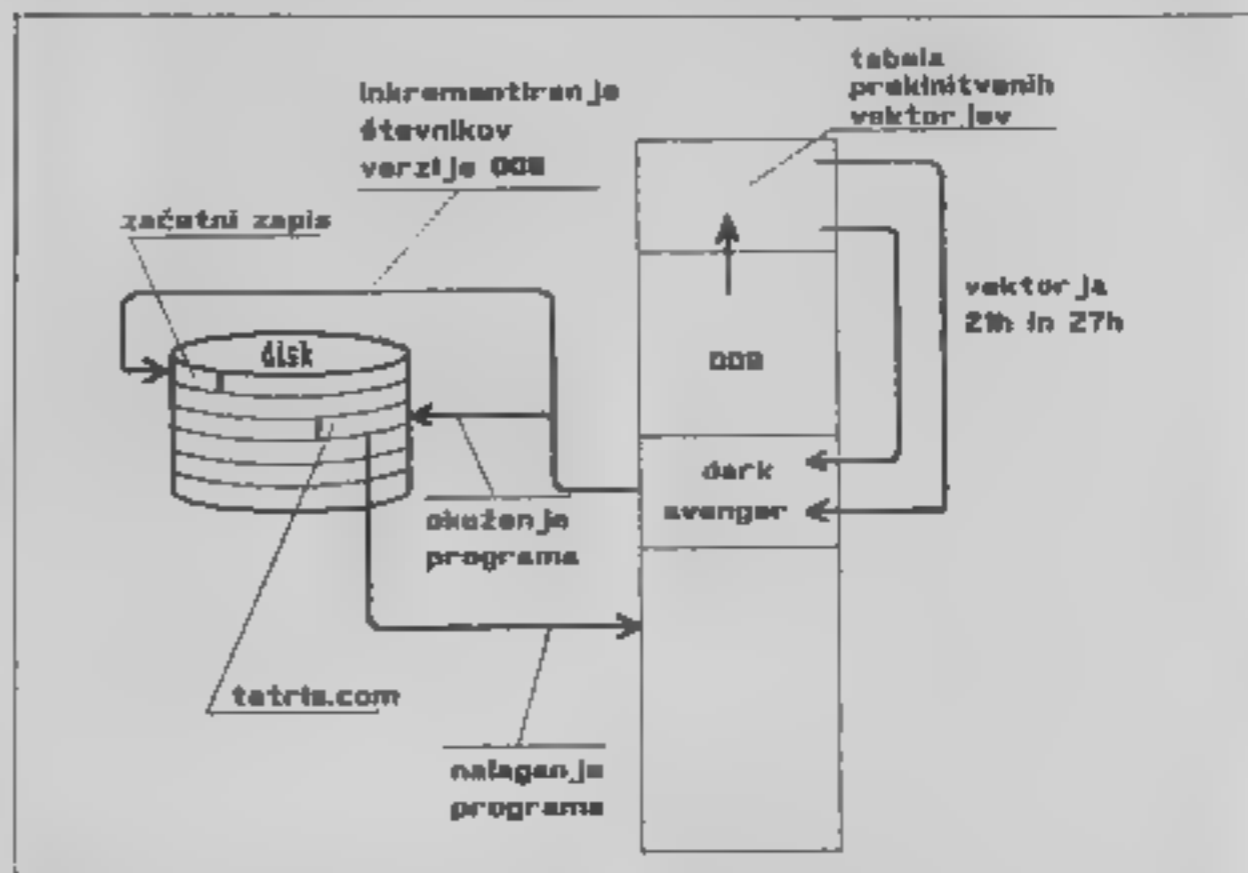 tabela
prekinitvenih
vektorjev
inkrementiranje
števnikov
verzije DOS
začetni zapis
disk
vektorja
21h in 27h
DOS
dark
avenger
okuženje
programa
tetris.com
nalaganje
programa